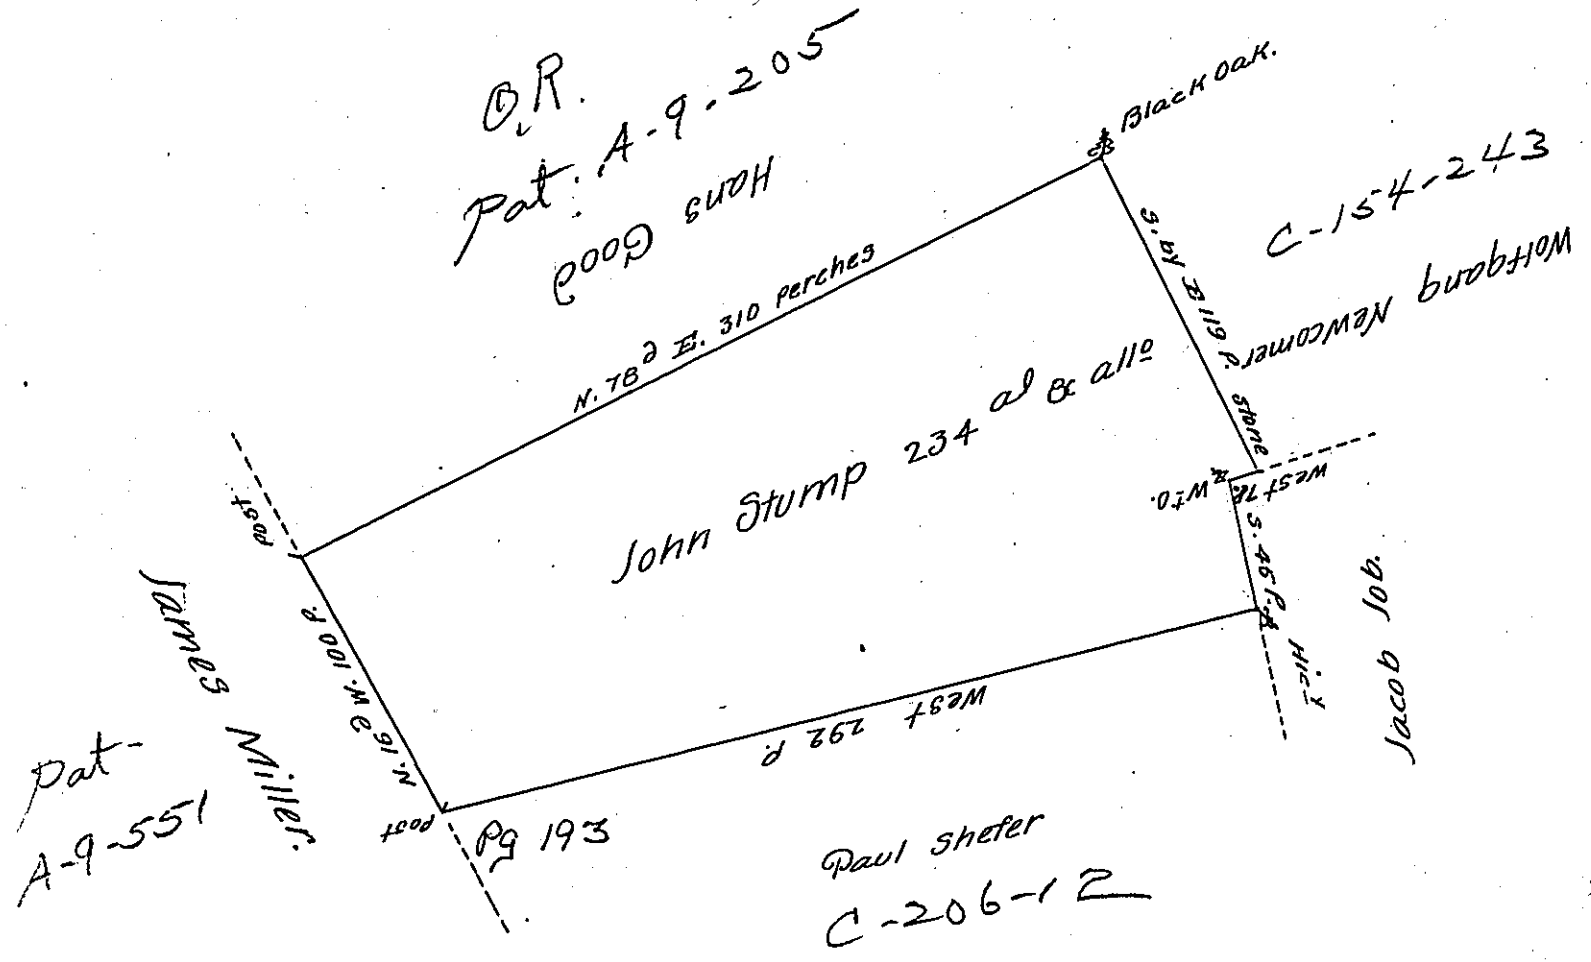 O.R.
Pat: A-9-205
Hans Good
Black Oak.
C-154-243
Wolfgang Newcomer
N. 78 d E. 310 perches
S. by E 119 P.
Stone
John Stump 234 al & allo
West
W to.
S. 46 P.
Hic y
Jacob Job.
post
N. 16 d W. 100 P.
James Miller.
Pat-
A-9-551
West 292 P.
post
Pg 193
Paul Shefer
C-206-12